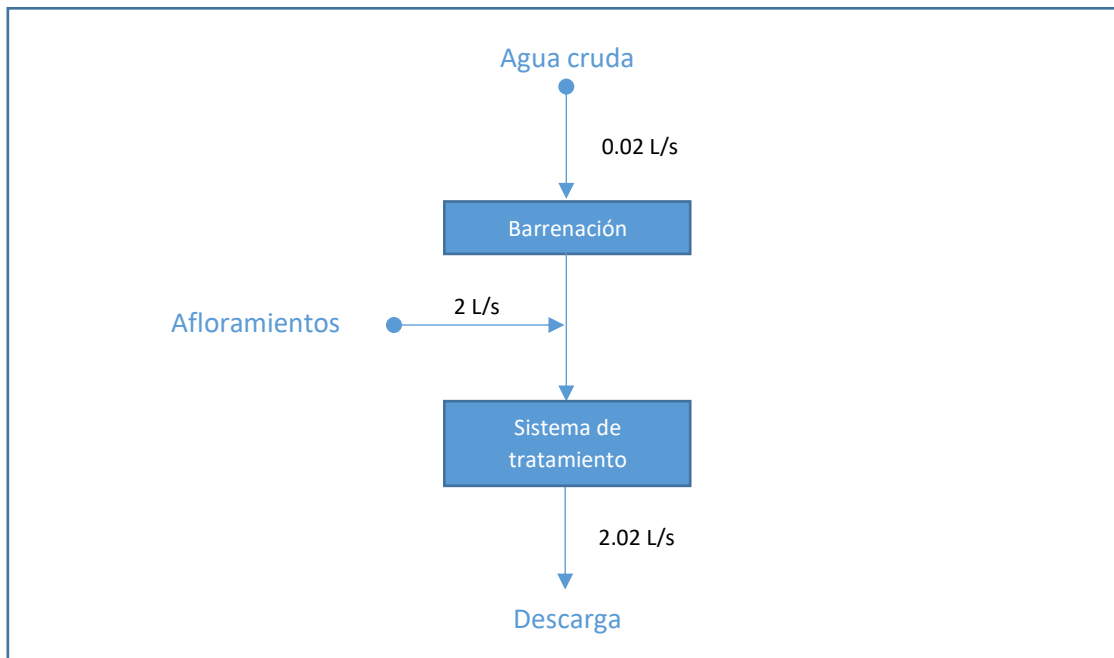 Agua cruda
0.02 L/s
Barrenación
2 L/s
Afloramientos
Sistema de
tratamiento
2.02 L/s
Descarga